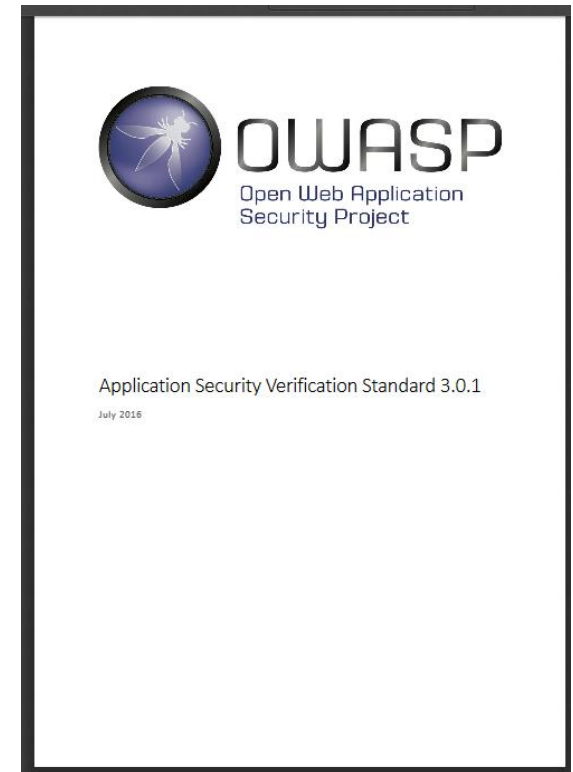 OWASP
Open Web Application
Security Project
Application Security Verification Standard 3.0.1
July 2016